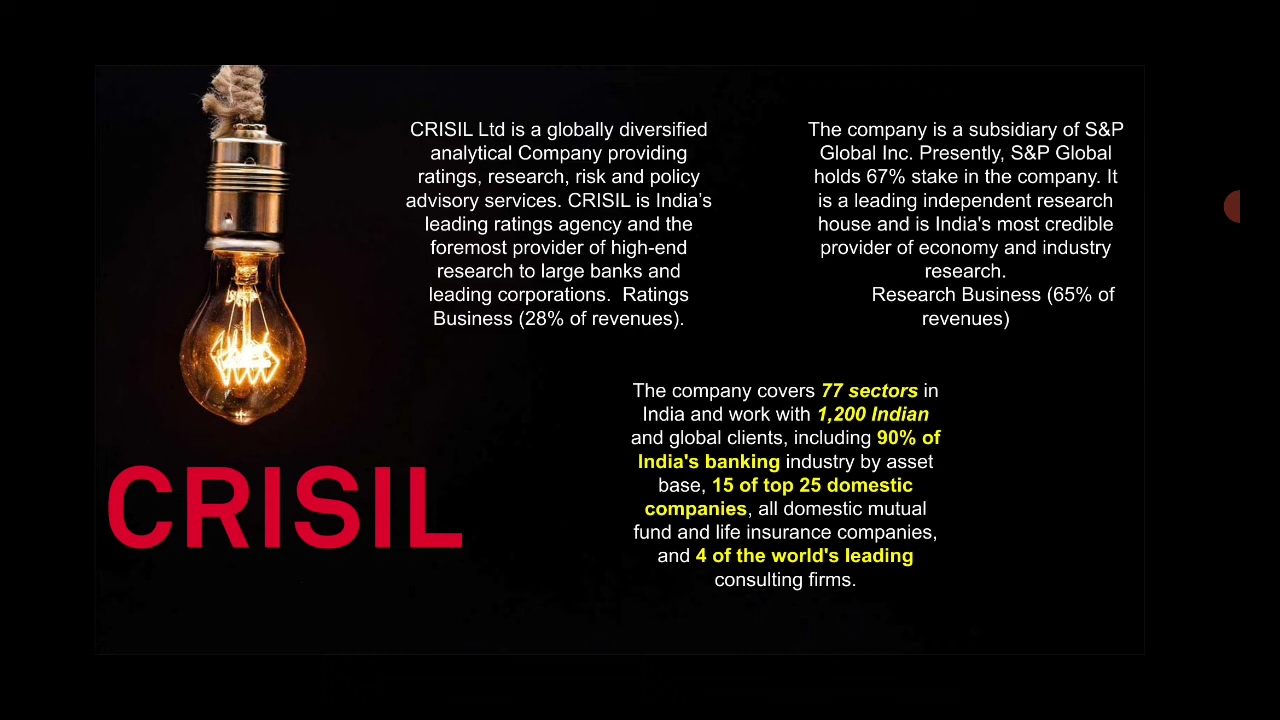 CRISIL Ltd is a globally diversified
analytical Company providing
ratings, research, risk and policy
advisory services. CRISIL is India's
leading ratings agency and the
foremost provider of high-end
research to large banks and
leading corporations.  Ratings
Business (28% of revenues).
The company is a subsidiary of S&P
Global Inc. Presently, S&P Global
holds 67% stake in the company. It
is a leading independent research
house and is India's most credible
provider of economy and industry
research.
Research Business (65% of
revenues)
The company covers 77 sectors in
India and work with 1,200 Indian
and global clients, including 90% of
India's banking industry by asset
base, 15 of top 25 domestic
companies, all domestic mutual
fund and life insurance companies,
and 4 of the world's leading
consulting firms.
CRISIL